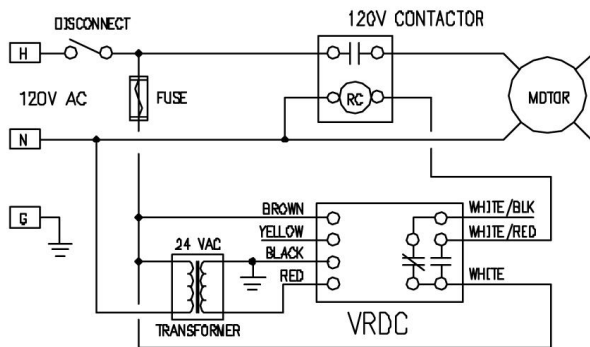 120V CONTACTOR
DISCONNECT
H
120V AC
FUSE
RC
MOTOR
N
G
BROWN
WHITE/BLK
YELLOW
WHITE/RED
24 VAC
BLACK
RED
WHITE
TRANSFORMER
VRDC